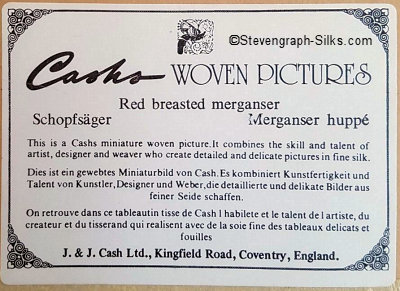 ©Stevengraph-Silks.com
Cashs WOVEN PICTURES
Red breasted merganser
Schopfsäger Merganser huppé
This is a Cashs miniature woven picture.It combines the skill and talent of
artist, designer and weaver who create detailed and delicate pictures in fine silk.
Dies ist ein gewebtes Miniaturbild von Cash.Es kombiniert Kunstfertigkeit und
Talent von Kunstler,Designer und Weber,die detaillierte und delikate Bilder aus
feiner Seide schaffen.
On retrouve dans ce tableautin tisse de Cash l habilete et le talent de l artiste, du
createur et du tisserand qui realisent avec de la soie fine des tableaux delicats et
fouilles
J. & J. Cash Ltd., Kingfield Road, Coventry, England.